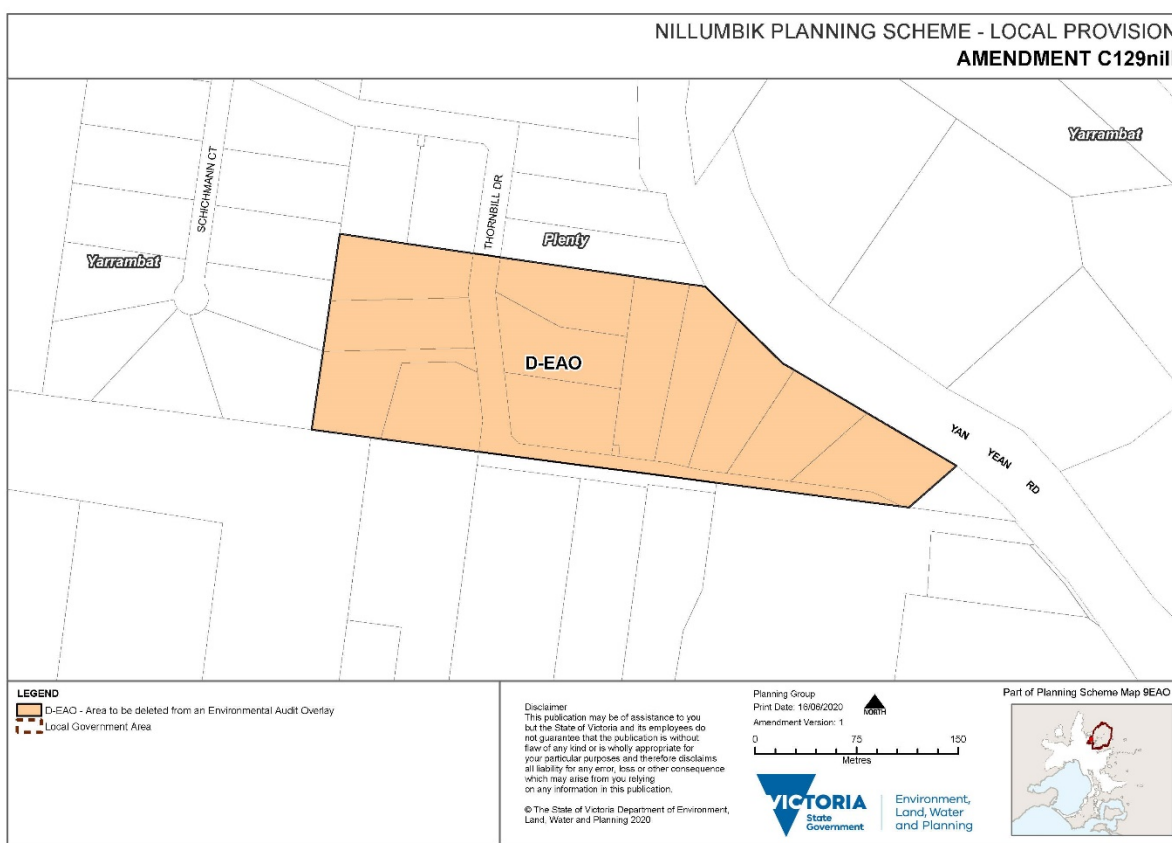 NILLUMBIK PLANNING SCHEME - LOCAL PROVISION
AMENDMENT C129nil
Yarrambat
SCHICHMANN CT
THORNBILL DR
Plenty
Yarrambat
D-EAO
YAN YEAN RD
LEGEND
D-EAO - Area to be deleted from an Environmental Audit Overlay
Local Government Area
Disclaimer
This publication may be of assistance to you
but the State of Victoria and its employees do
not guarantee that the publication is without
flaw of any kind or is wholly appropriate for
your particular purposes and therefore disclaims
all liability for any error, loss or other consequence
which may arise from you relying
on any information in this publication.
© The State of Victoria Department of Environment,
Land, Water and Planning 2020
Planning Group
Print Date: 16/06/2020
Amendment Version: 1
NORTH
0 75 150
Metres
VICTORIA
State
Government
Environment,
Land, Water
and Planning
Part of Planning Scheme Map 9EAO